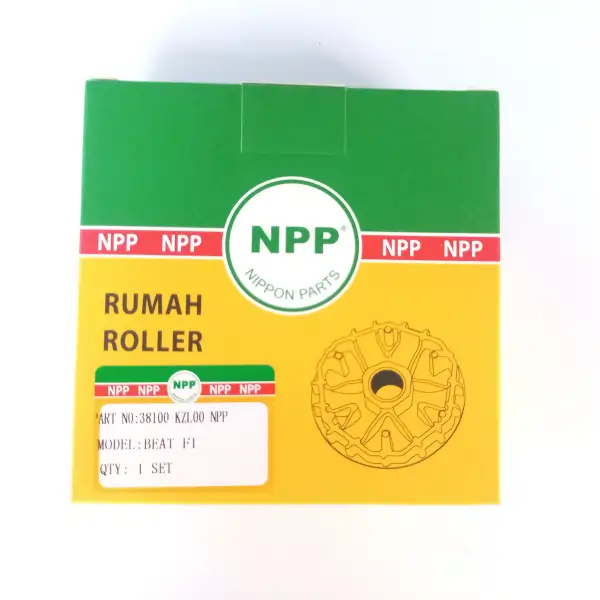 NPP NPP
NPP®
NIPPON PARTS
NPP NPP
RUMAH
ROLLER
NPP NPP NPP NPP NPP
PART NO:38100 KZL00 NPP
MODEL:BEAT FI
QTY: 1 SET